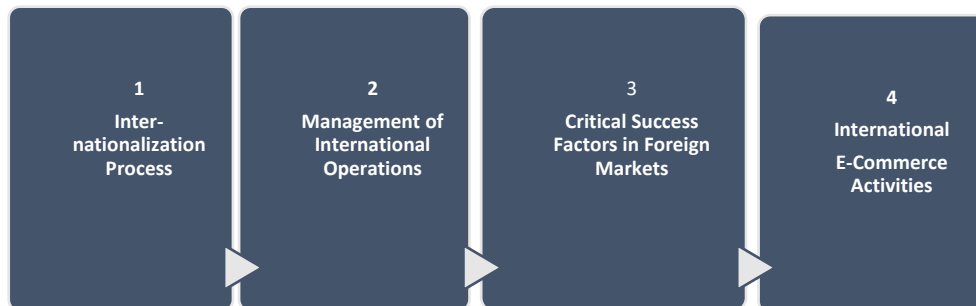 1
Inter-
nationalization
Process
2
Management of
International
Operations
3
Critical Success
Factors in Foreign
Markets
4
International
E-Commerce
Activities